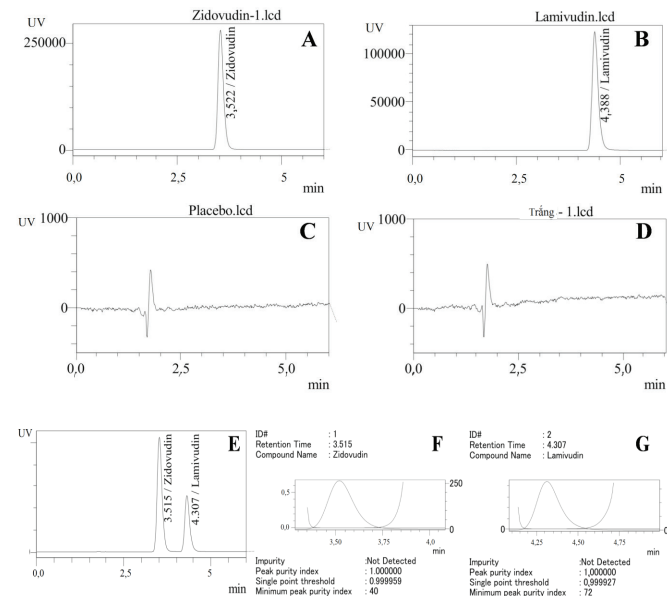 Zidovudin-1.lcd
UV
A
250000
3,522 / Zidovudin
0
0,0 2,5 5
min
Lamivudin.lcd
UV
B
100000
50000
4,388 / Lamivudin
0
0,0 2,5 5
min
Placebo.lcd
UV 1000
C
0
0,0 2,5 5,0
min
Trắng - 1.lcd
UV 1000
D
0
0,0 2,5 5,0
min
UV
E
3.515 / Zidovudin
4.307 / Lamivudin
0,0 2,5 5
min
F
ID# : 1
Retention Time : 3.515
Compound Name : Zidovudin
0,5 250
0,0 0
3,50 3,75 4,0
min
Impurity :Not Detected
Peak purity index : 1.000000
Single point threshold : 0.999959
Minimum peak purity index : 40
G
ID# : 2
Retention Time : 4.307
Compound Name : Lamivudin
0 0
4,25 4,50 4,75
min
Impurity :Not Detected
Peak purity index : 1,000000
Single point threshold : 0,999927
Minimum peak purity index : 72